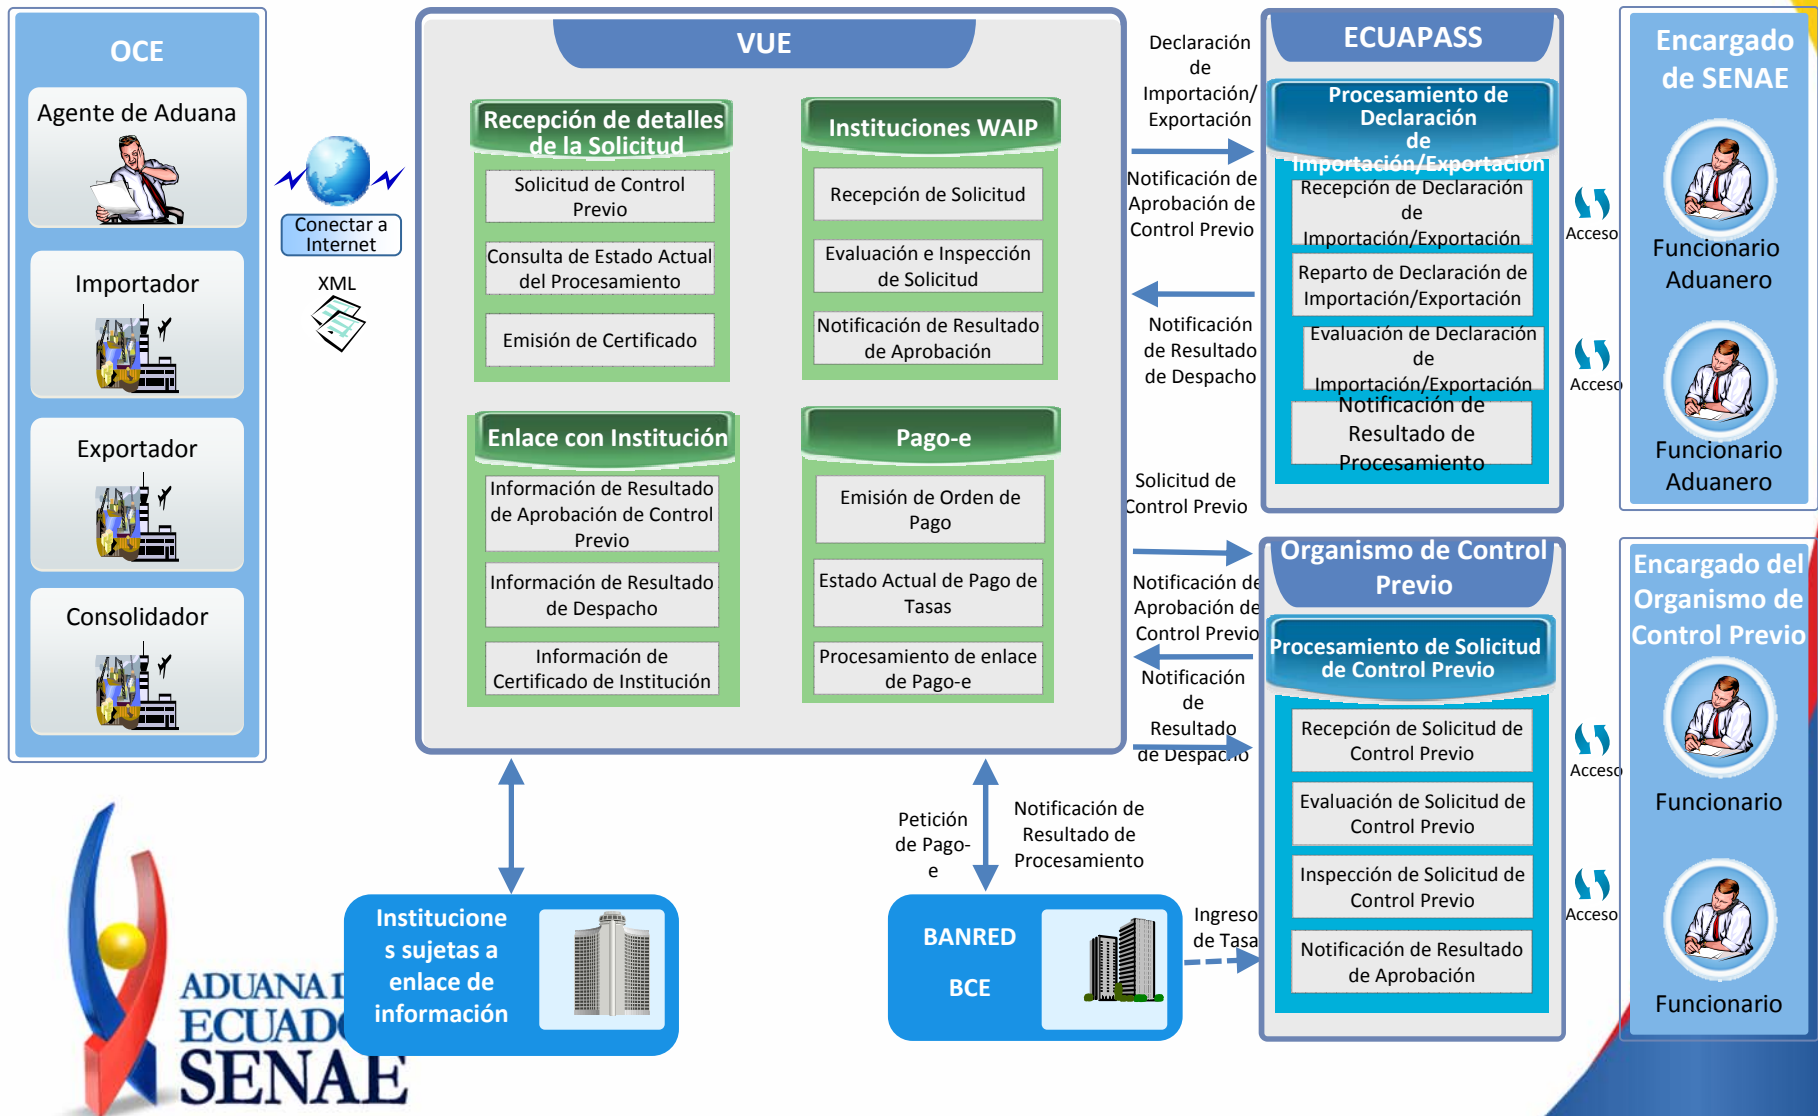 OCE
Agente de Aduana
Importador
Exportador
Consolidador
Conectar a
Internet
XML
VUE
Recepción de detalles
de la Solicitud
Solicitud de Control
Previo
Consulta de Estado Actual
del Procesamiento
Emisión de Certificado
Instituciones WAIP
Recepción de Solicitud
Evaluación e Inspección
de Solicitud
Notificación de Resultado
de Aprobación
Enlace con Institución
Información de Resultado
de Aprobación de Control
Previo
Información de Resultado
de Despacho
Información de
Certificado de Institución
Pago-e
Emisión de Orden de
Pago
Estado Actual de Pago de
Tasas
Procesamiento de enlace
de Pago-e
Declaración
de
Importación/
Exportación
Notificación de
Aprobación de
Control Previo
Notificación
de Resultado
de Despacho
Solicitud de
Control Previo
Notificación de
Aprobación de
Control Previo
Notificación
de
Resultado
de Despacho
ECUAPASS
Procesamiento de
Declaración
de
Importación/Exportación
Recepción de Declaración
de
Importación/Exportación
Reparto de Declaración de
Importación/Exportación
Evaluación de Declaración
de
Importación/Exportación
Notificación de
Resultado de
Procesamiento
Acceso
Acceso
Encargado
de SENAE
Funcionario
Aduanero
Funcionario
Aduanero
Organismo de Control
Previo
Procesamiento de Solicitud
de Control Previo
Recepción de Solicitud de
Control Previo
Evaluación de Solicitud de
Control Previo
Inspección de Solicitud de
Control Previo
Notificación de Resultado
de Aprobación
Acceso
Acceso
Encargado del
Organismo de
Control Previo
Funcionario
Funcionario
Petición
de Pago-
e
Notificación de
Resultado de
Procesamiento
Institucione
s sujetas a
enlace de
información
BANRED
BCE
Ingreso
de Tasa
ADUANA D
ECUADO
SENAE